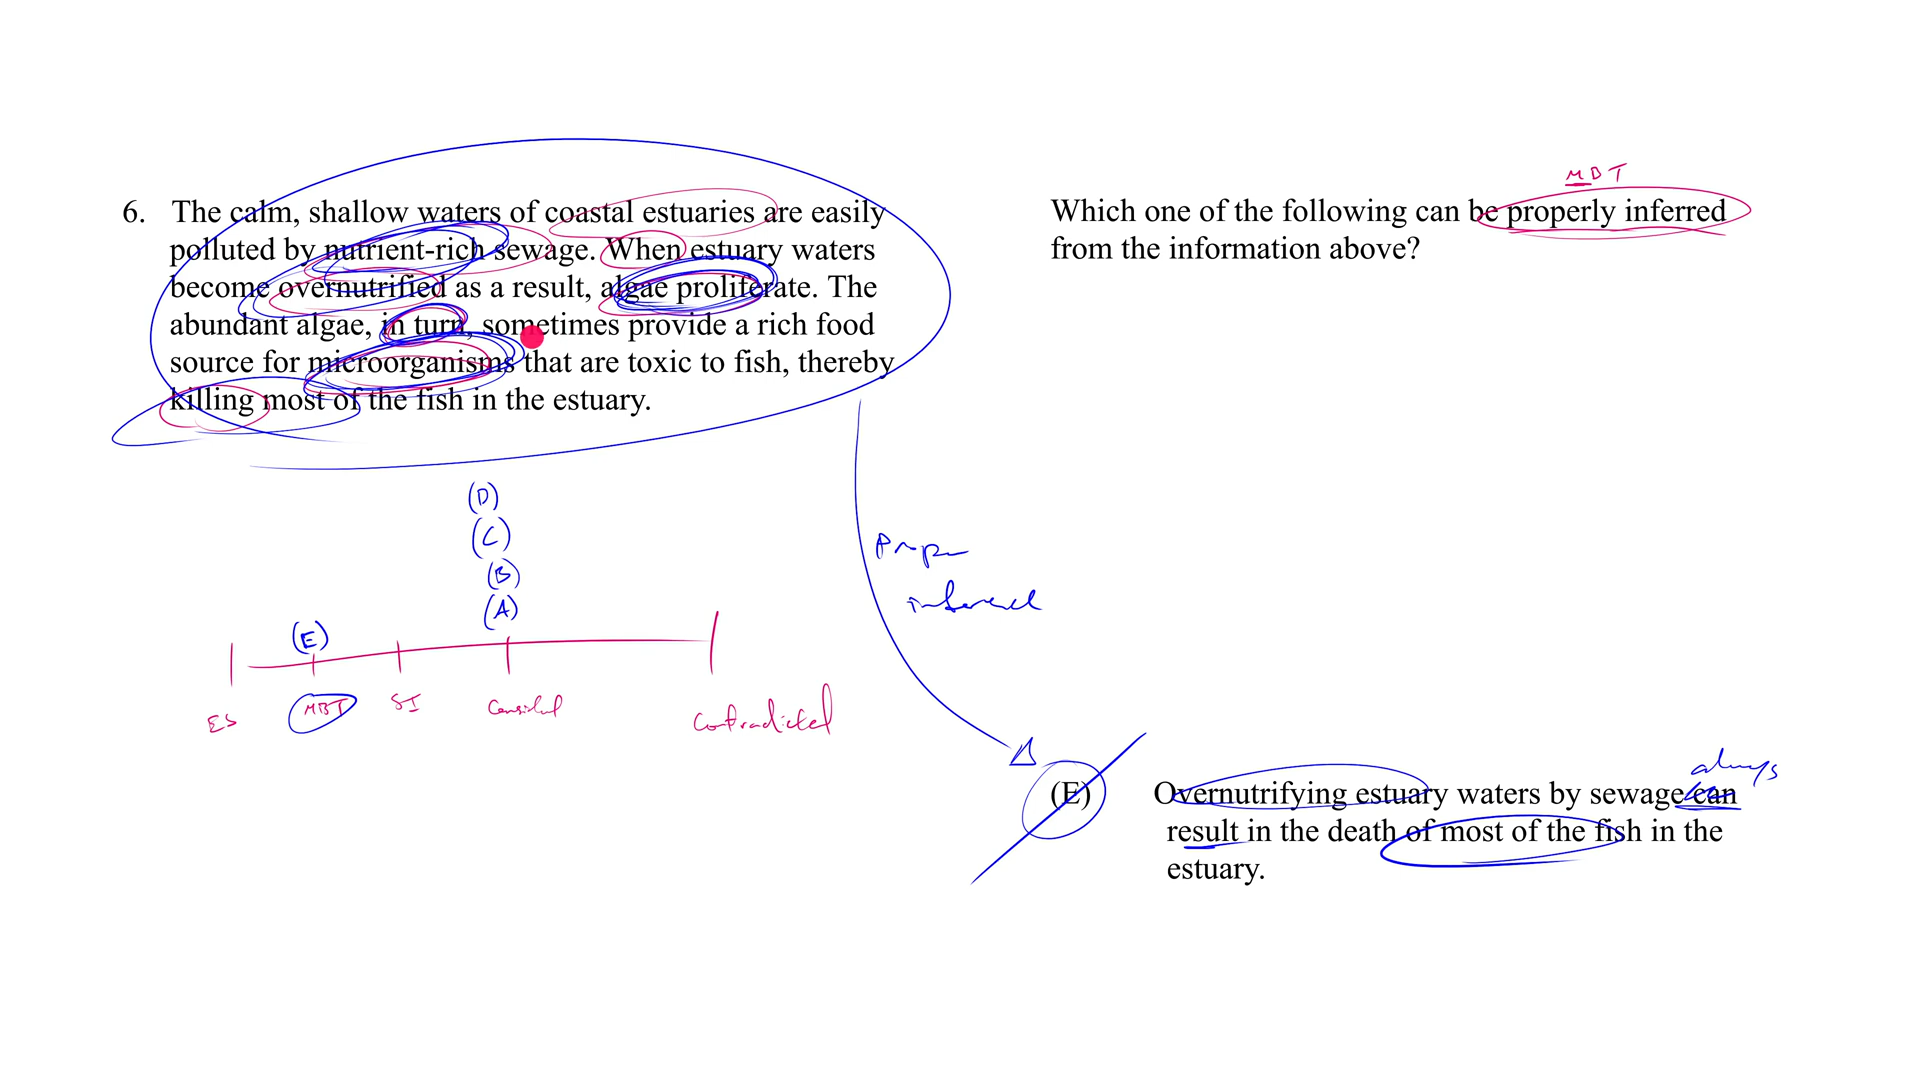 6. The calm, shallow waters of coastal estuaries are easily
polluted by nutrient-rich sewage. When estuary waters
become overnutrified as a result, algae proliferate. The
abundant algae, in turn, sometimes provide a rich food
source for microorganisms that are toxic to fish, thereby
killing most of the fish in the estuary.
MBT
Which one of the following can be properly inferred
from the information above?
(D)
(C)
(B)
(A)
(E)
ES
MBT
SI
Contradicted
inference
always
(E) Overnutrifying estuary waters by sewage can
result in the death of most of the fish in the
estuary.